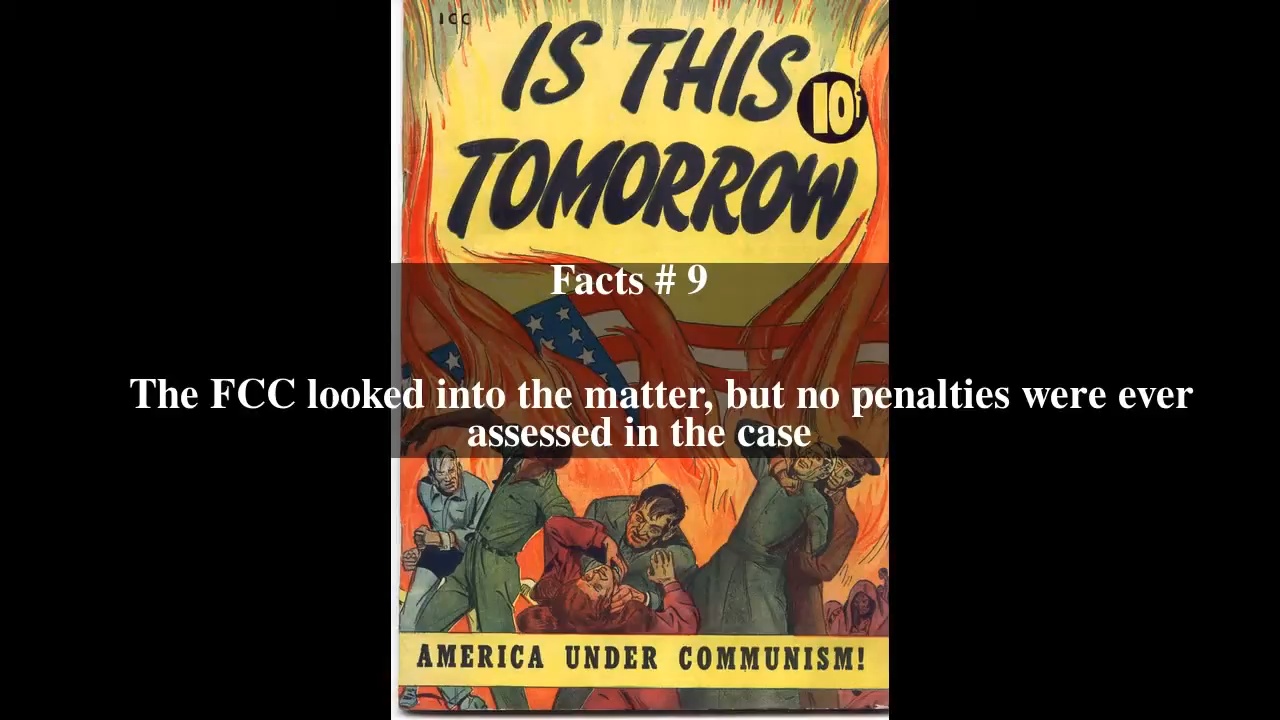 ICC
IS THIS
10¢
TOMORROW
Facts # 9
The FCC looked into the matter, but no penalties were ever
assessed in the case
AMERICA UNDER COMMUNISM!